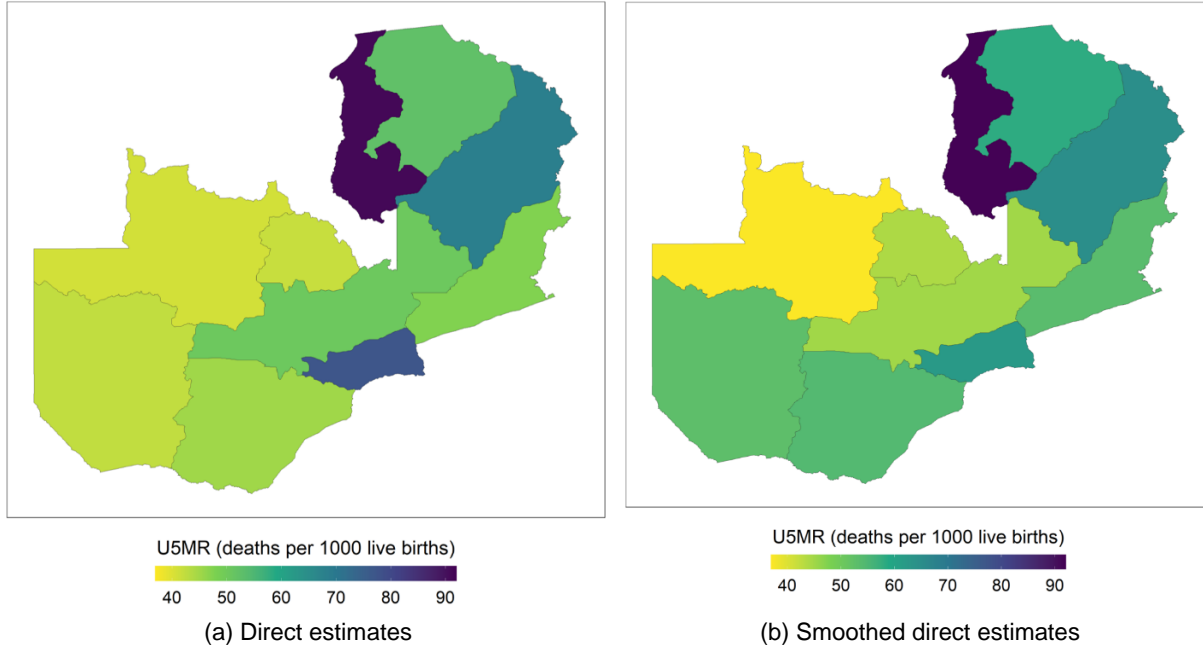 U5MR (deaths per 1000 live births)
40 50 60 70 80 90
(a) Direct estimates
U5MR (deaths per 1000 live births)
40 50 60 70 80 90
(b) Smoothed direct estimates